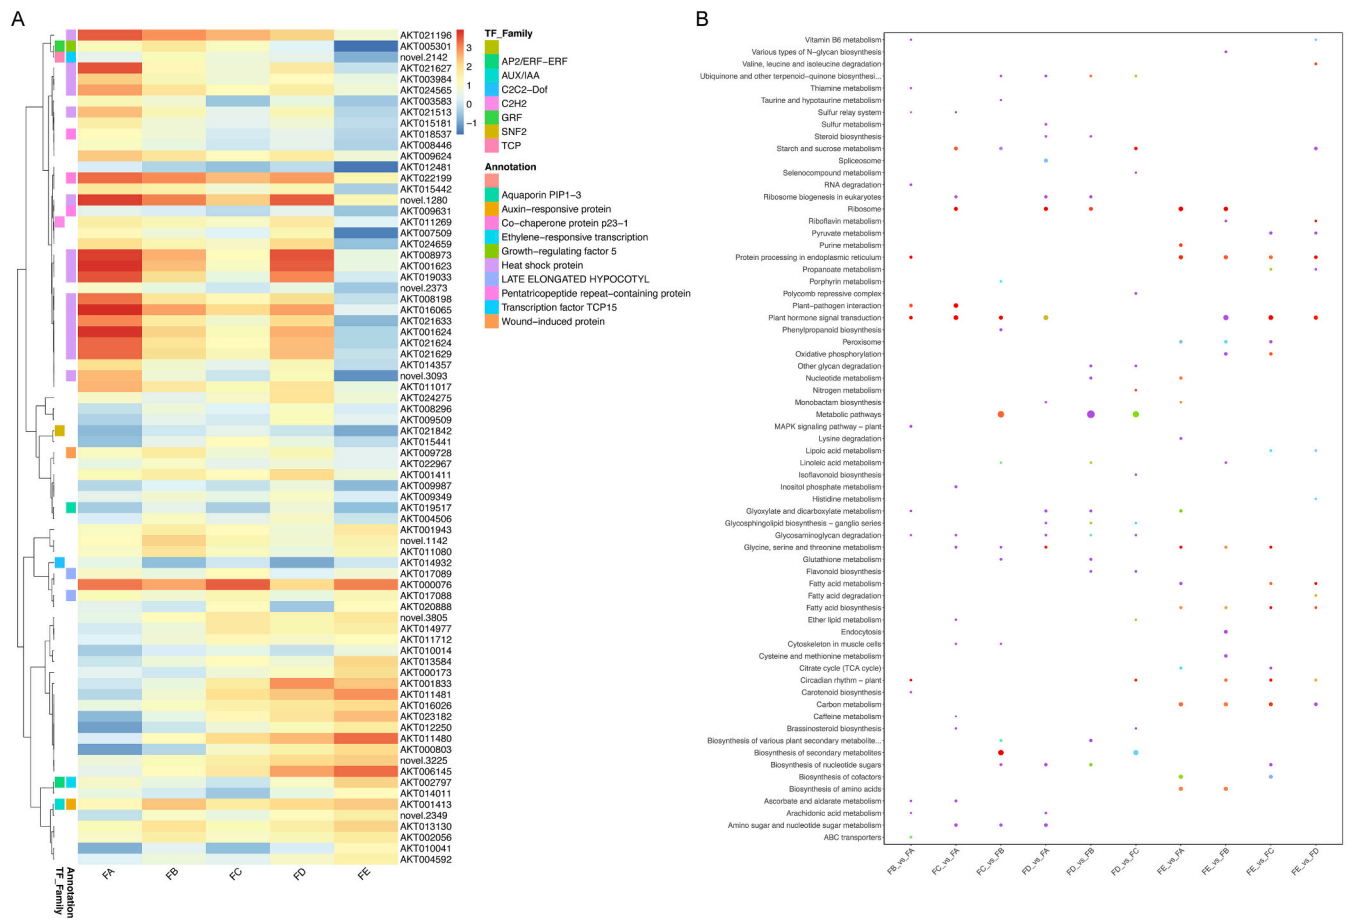 A
AKT021196
AKT005301
novel.2142
AKT021627
AKT003984
AKT024565
AKT003583
AKT021513
AKT015181
AKT018537
AKT008446
AKT009624
AKT012481
AKT022199
AKT015442
novel.1280
AKT009631
AKT011269
AKT007509
AKT024659
AKT008973
AKT001623
AKT019033
novel.2373
AKT008198
AKT016065
AKT021633
AKT001624
AKT021624
AKT021629
AKT014357
novel.3093
AKT011017
AKT024275
AKT008296
AKT009509
AKT021842
AKT015441
AKT009728
AKT022967
AKT001411
AKT009987
AKT009349
AKT019517
AKT004506
AKT001943
novel.1142
AKT011080
AKT014932
AKT017089
AKT000076
AKT017088
AKT020888
novel.3805
AKT014977
AKT011712
AKT010014
AKT013584
AKT000173
AKT001833
AKT011481
AKT016026
AKT023182
AKT012250
AKT011480
AKT000803
novel.3225
AKT006145
AKT002797
AKT014011
AKT001413
novel.2349
AKT013130
AKT002056
AKT010041
AKT004592
TF_Family
Annotation
FA
FB
FC
FD
FE
3
2
1
0
−1
TF_Family
AP2/ERF−ERF
AUX/IAA
C2C2−Dof
C2H2
GRF
SNF2
TCP
Annotation
Aquaporin PIP1−3
Auxin−responsive protein
Co−chaperone protein p23−1
Ethylene−responsive transcription
Growth−regulating factor 5
Heat shock protein
LATE ELONGATED HYPOCOTYL
Pentatricopeptide repeat−containing protein
Transcription factor TCP15
Wound−induced protein
B
Vitamin B6 metabolism
Various types of N−glycan biosynthesis
Valine, leucine and isoleucine degradation
Ubiquinone and other terpenoid−quinone biosynthesi...
Thiamine metabolism
Taurine and hypotaurine metabolism
Sulfur relay system
Sulfur metabolism
Steroid biosynthesis
Starch and sucrose metabolism
Spliceosome
Selenocompound metabolism
RNA degradation
Ribosome biogenesis in eukaryotes
Ribosome
Riboflavin metabolism
Pyruvate metabolism
Purine metabolism
Protein processing in endoplasmic reticulum
Propanoate metabolism
Porphyrin metabolism
Polycomb repressive complex
Plant−pathogen interaction
Plant hormone signal transduction
Phenylpropanoid biosynthesis
Peroxisome
Oxidative phosphorylation
Other glycan degradation
Nucleotide metabolism
Nitrogen metabolism
Monobactam biosynthesis
Metabolic pathways
MAPK signaling pathway − plant
Lysine degradation
Lipoic acid metabolism
Linoleic acid metabolism
Isoflavonoid biosynthesis
Inositol phosphate metabolism
Histidine metabolism
Glyoxylate and dicarboxylate metabolism
Glycosphingolipid biosynthesis − ganglio series
Glycosaminoglycan degradation
Glycine, serine and threonine metabolism
Glutathione metabolism
Flavonoid biosynthesis
Fatty acid metabolism
Fatty acid degradation
Fatty acid biosynthesis
Ether lipid metabolism
Endocytosis
Cytoskeleton in muscle cells
Cysteine and methionine metabolism
Citrate cycle (TCA cycle)
Circadian rhythm − plant
Carotenoid biosynthesis
Carbon metabolism
Caffeine metabolism
Brassinosteroid biosynthesis
Biosynthesis of various plant secondary metabolite...
Biosynthesis of secondary metabolites
Biosynthesis of nucleotide sugars
Biosynthesis of cofactors
Biosynthesis of amino acids
Ascorbate and aldarate metabolism
Arachidonic acid metabolism
Amino sugar and nucleotide sugar metabolism
ABC transporters
FB_vs_FA
FC_vs_FA
FC_vs_FB
FD_vs_FA
FD_vs_FB
FD_vs_FC
FE_vs_FA
FE_vs_FB
FE_vs_FC
FE_vs_FD